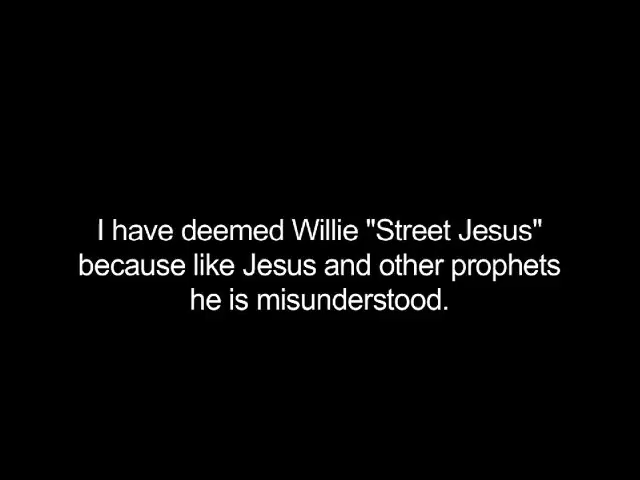 I have deemed Willie "Street Jesus"
because like Jesus and other prophets
he is misunderstood.